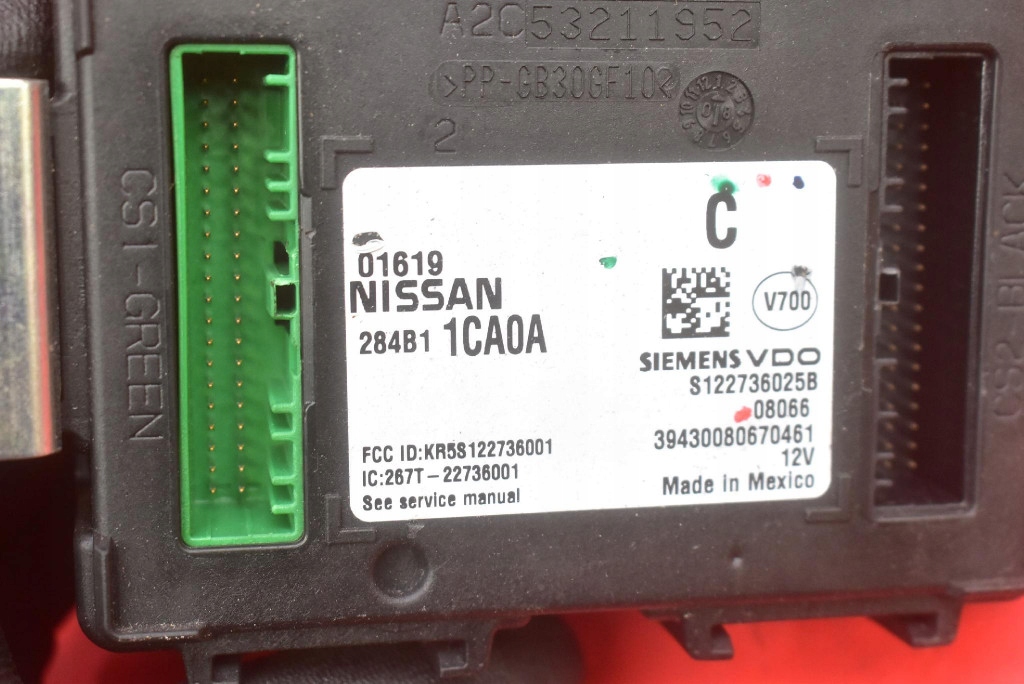 A2C53211952
>PP-GB30GF10<
2
CS1-GREEN
CS2-BLACK
C
01619
NISSAN
284B1 1CA0A
V700
SIEMENS VDO
S122736025B
08066
39430080670461
12V
Made in Mexico
FCC ID:KR5S122736001
IC:267T-22736001
See service manual